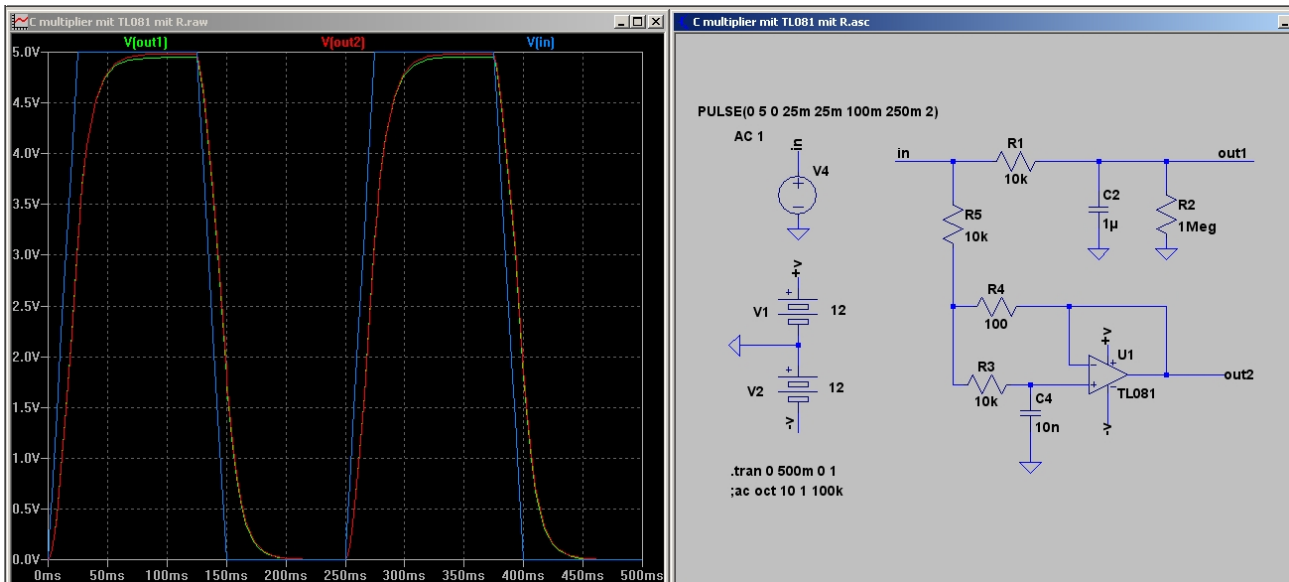 C multiplier mit TL081 mit R.raw
V(out1) V(out2) V(in)
5.0V
4.5V
4.0V
3.5V
3.0V
2.5V
2.0V
1.5V
1.0V
0.5V
0.0V
0ms 50ms 100ms 150ms 200ms 250ms 300ms 350ms 400ms 450ms 500ms
C multiplier mit TL081 mit R.asc
PULSE(0 5 0 25m 25m 100m 250m 2)
AC 1
in
V4
in
R1
10k
out1
C2
1µ
R2
1Meg
R5
10k
+v
V1
12
V2
12
-v
R4
100
R3
10k
C4
10n
+v
U1
TL081
-v
out2
.tran 0 500m 0 1
;ac oct 10 1 100k